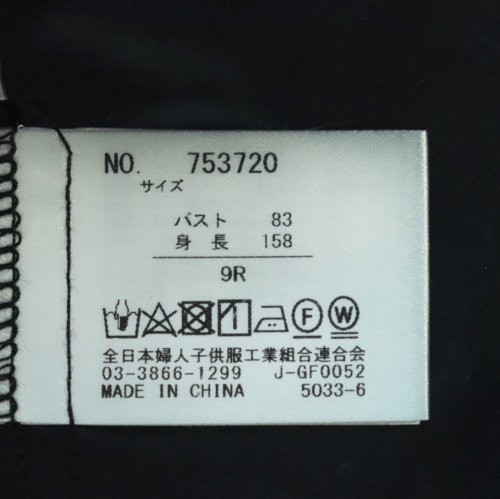 NO. 753720
サイズ
バスト 83
身長 158
9R
F W
全日本婦人子供服工業組合連合会
03-3866-1299 J-GF0052
MADE IN CHINA 5033-6